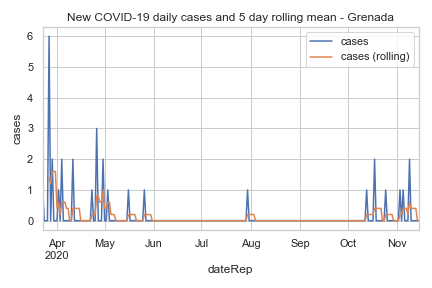 New COVID-19 daily cases and 5 day rolling mean - Grenada
cases
cases (rolling)
6
5
4
3
2
1
0
cases
Apr
2020
May
Jun
Jul
Aug
Sep
Oct
Nov
dateRep